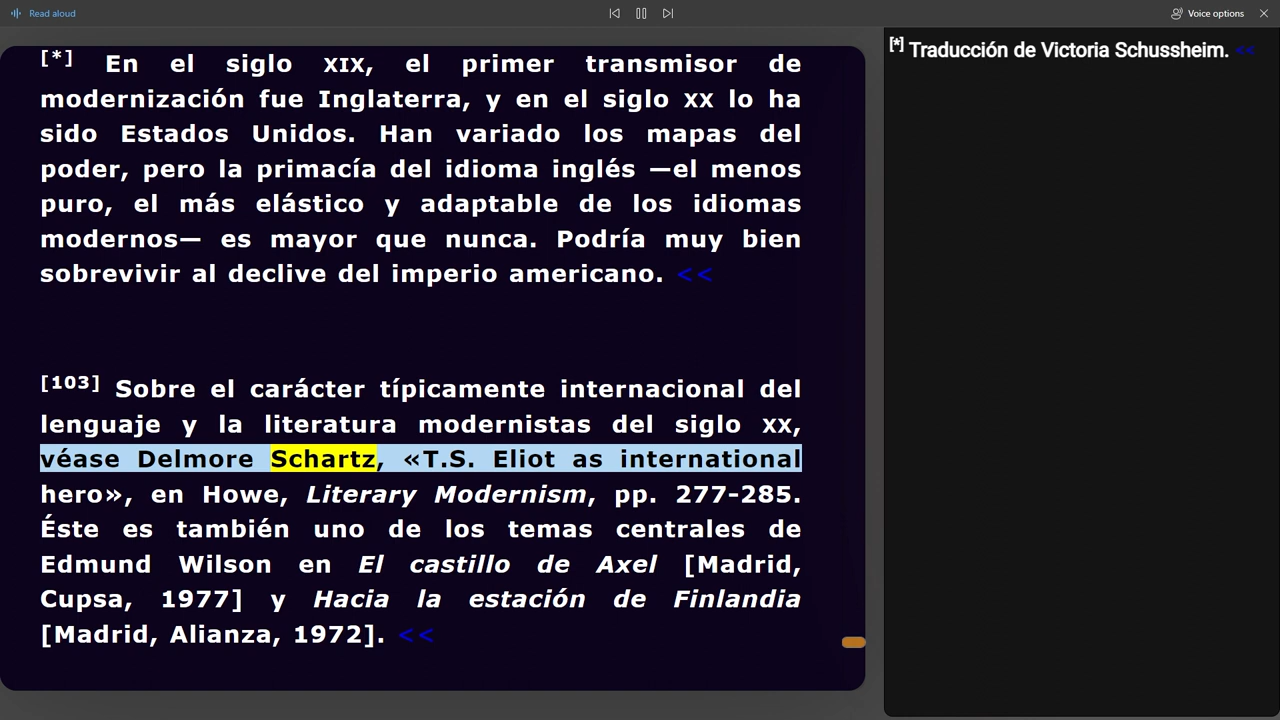 Read aloud
Voice options
[*] En el siglo XIX, el primer transmisor de
modernización fue Inglaterra, y en el siglo XX lo ha
sido Estados Unidos. Han variado los mapas del
poder, pero la primacía del idioma inglés —el menos
puro, el más elástico y adaptable de los idiomas
modernos— es mayor que nunca. Podría muy bien
sobrevivir al declive del imperio americano. <<
[103] Sobre el carácter típicamente internacional del
lenguaje y la literatura modernistas del siglo XX,
véase Delmore Schartz, «T.S. Eliot as international
hero», en Howe, Literary Modernism, pp. 277-285.
Éste es también uno de los temas centrales de
Edmund Wilson en El castillo de Axel [Madrid,
Cupsa, 1977] y Hacia la estación de Finlandia
[Madrid, Alianza, 1972]. <<
[*] Traducción de Victoria Schussheim. <<